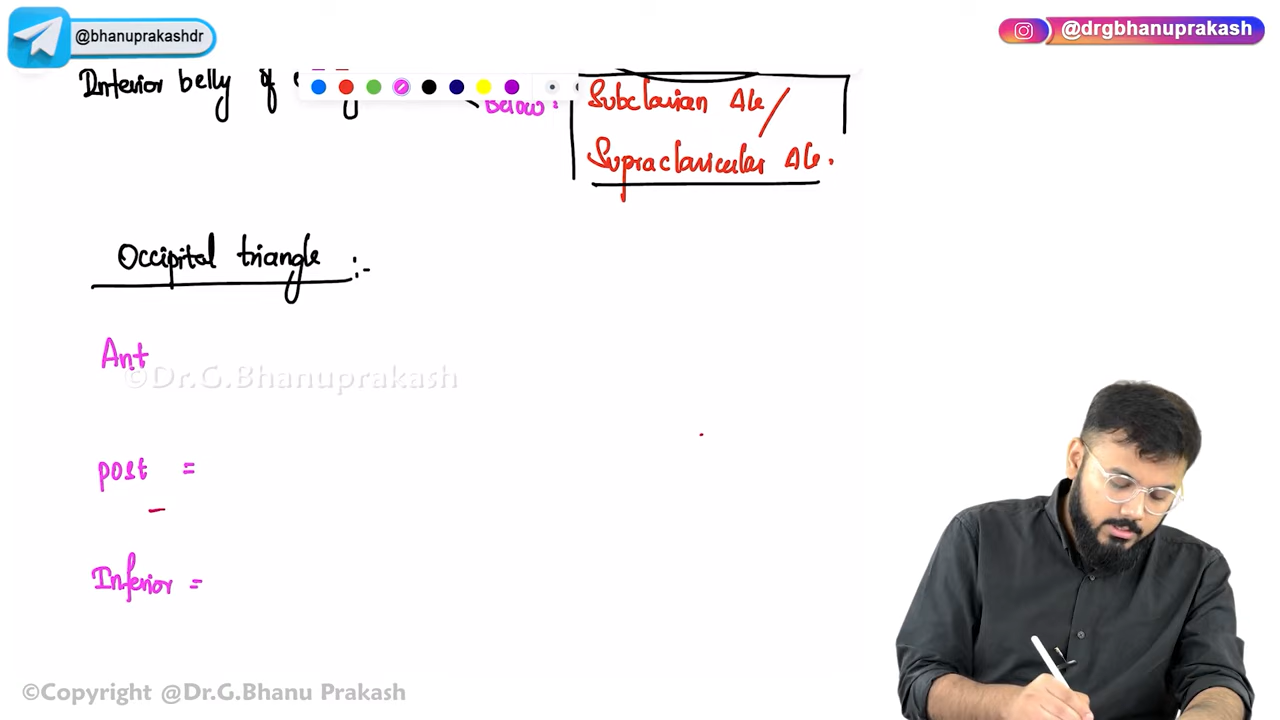 @bhanuprakashdr
@drgbhanuprakash
Inferior belly of
Below:
Subclavian Δle/
Supraclavicular Δle.
Occipital triangle :-
Ant
©Dr.G.Bhanuprakash
post =
Inferior =
©Copyright @Dr.G.Bhanu Prakash